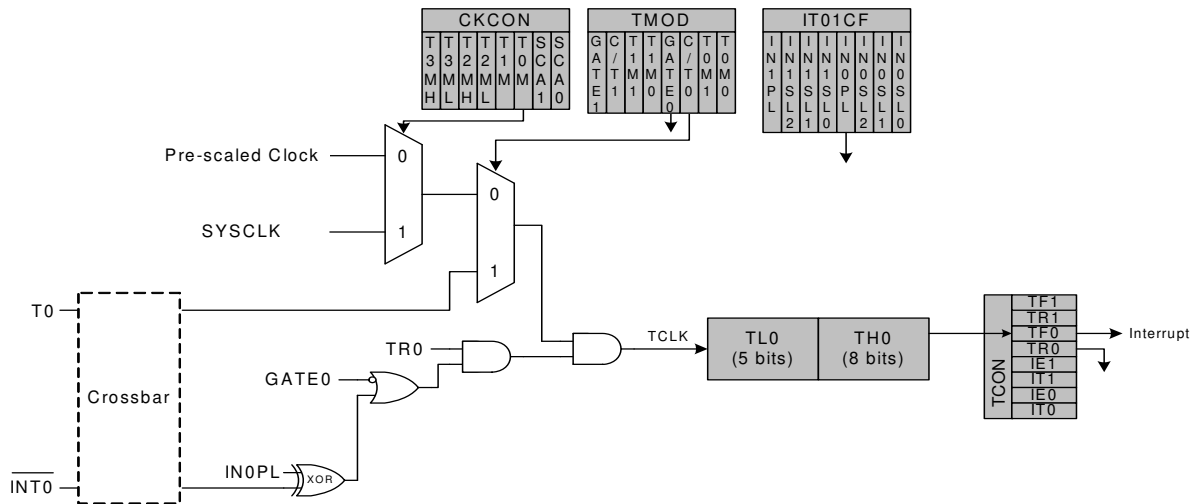 CKCON
T3MH
T3ML
T2MH
T2ML
T1M
T0M
SCA1
SCA0
TMOD
GATE1
C/T1
T1M1
T1M0
GATE0
C/T0
T0M1
T0M0
IT01CF
IN1PL
IN1SL2
IN1SL1
IN1SL0
IN0PL
IN0SL2
IN0SL1
IN0SL0
Pre-scaled Clock
0
SYSCLK
1
0
1
T0
Crossbar
INT0
TR0
GATE0
IN0PL
XOR
TCLK
TL0
(5 bits)
TH0
(8 bits)
TCON
TF1
TR1
TF0
TR0
IE1
IT1
IE0
IT0
Interrupt